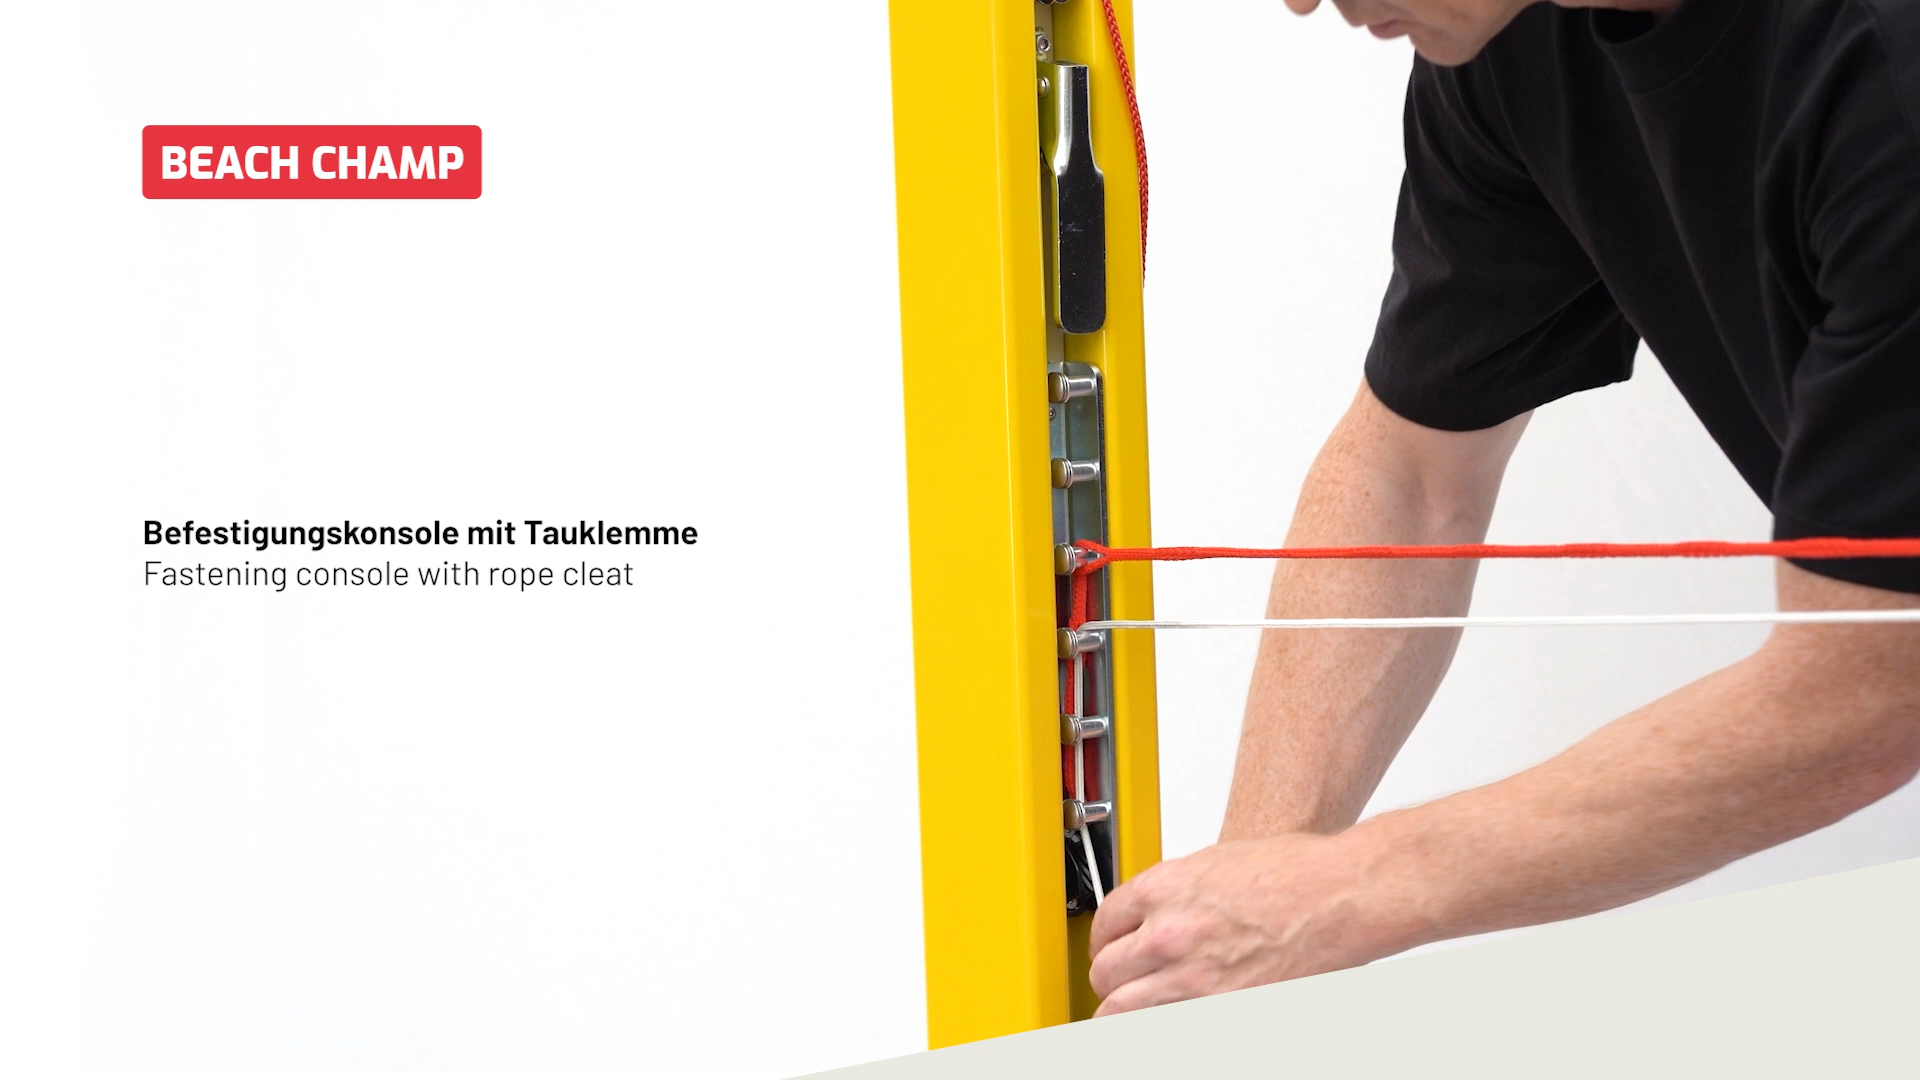 BEACH CHAMP
Befestigungskonsole mit Tauklemme
Fastening console with rope cleat